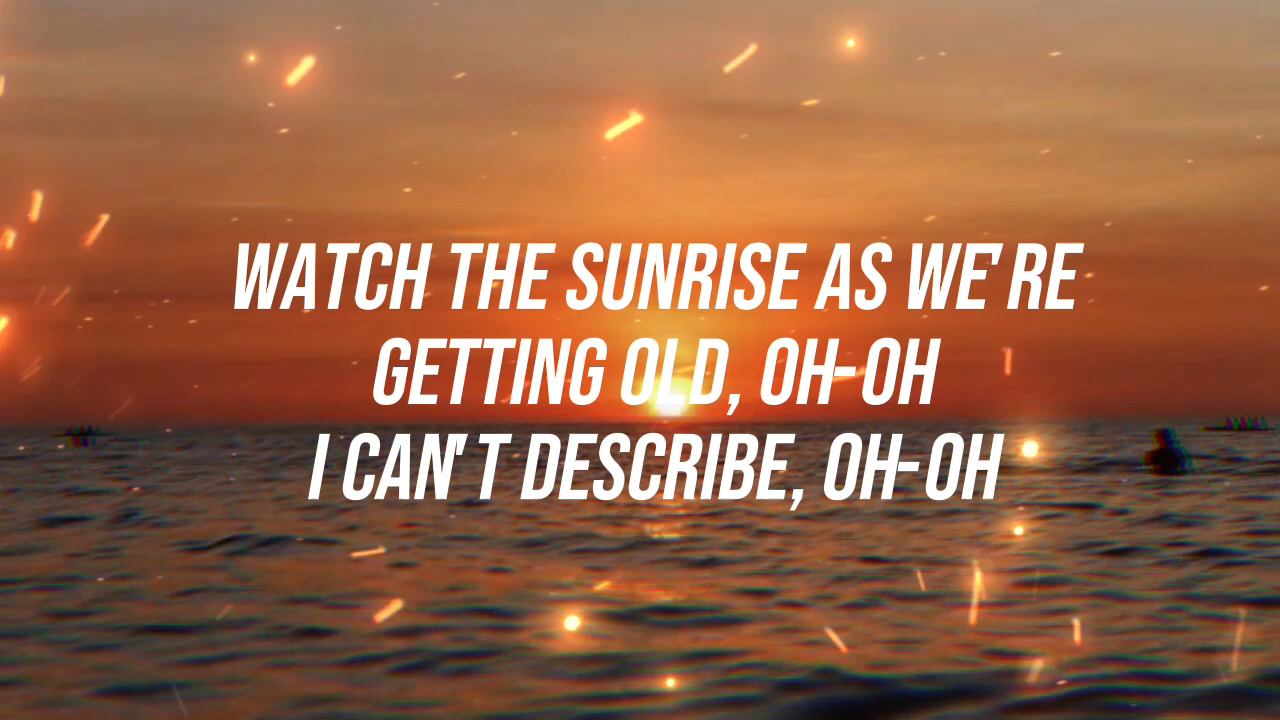 WATCH THE SUNRISE AS WE'RE
GETTING OLD, OH-OH
I CAN'T DESCRIBE, OH-OH